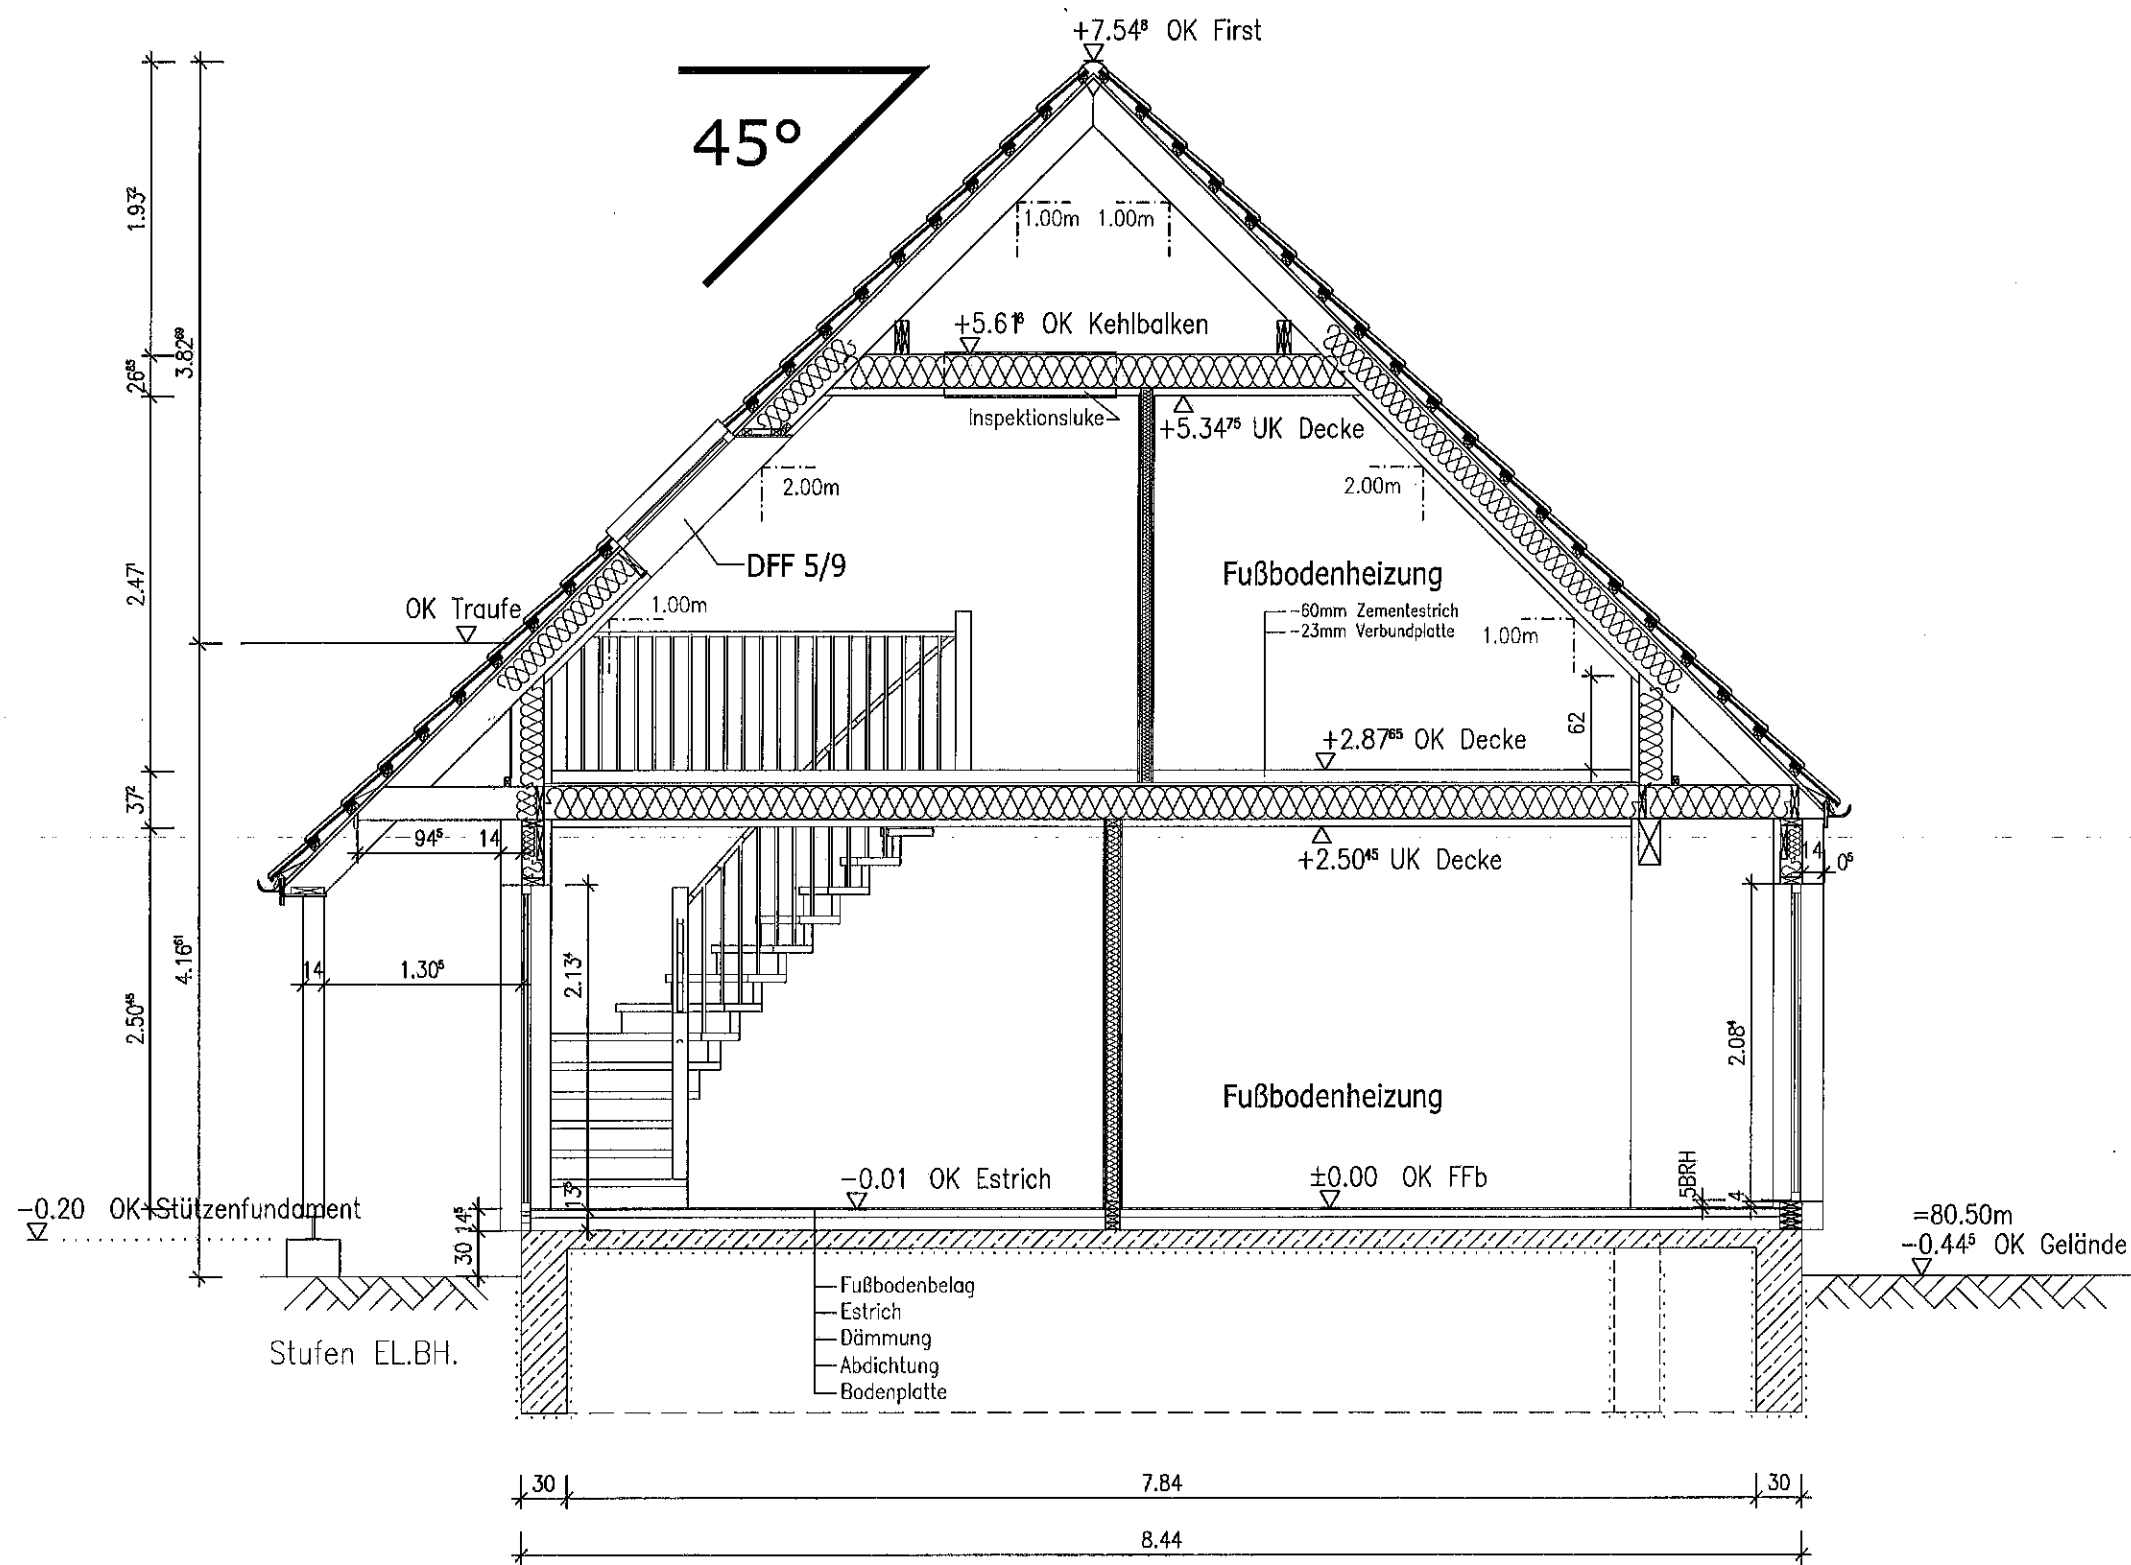 +7.54⁸ OK First
45°
1.93²
1.00m 1.00m
+5.61⁶ OK Kehlbalken
3.82⁶⁹
26⁸⁵
Inspektionsluke
+5.34⁷⁵ UK Decke
2.00m
2.00m
DFF 5/9
Fußbodenheizung
2.47¹
OK Traufe
1.00m
-60mm Zementestrich
-23mm Verbundplatte
1.00m
62
+2.87⁶⁵ OK Decke
37²
94⁵
14
+2.50⁴⁵ UK Decke
14
0⁵
4.16⁶¹
14
1.30⁵
2.13⁴
2.50⁴⁵
2.08⁴
Fußbodenheizung
-0.01 OK Estrich
±0.00 OK FFb
5BRH
4
13⁵
-0.20 OK Stützenfundament
14⁵
30
=80.50m
-0.44⁵ OK Gelände
Fußbodenbelag
Estrich
Dämmung
Abdichtung
Bodenplatte
Stufen EL.BH.
30
7.84
30
8.44